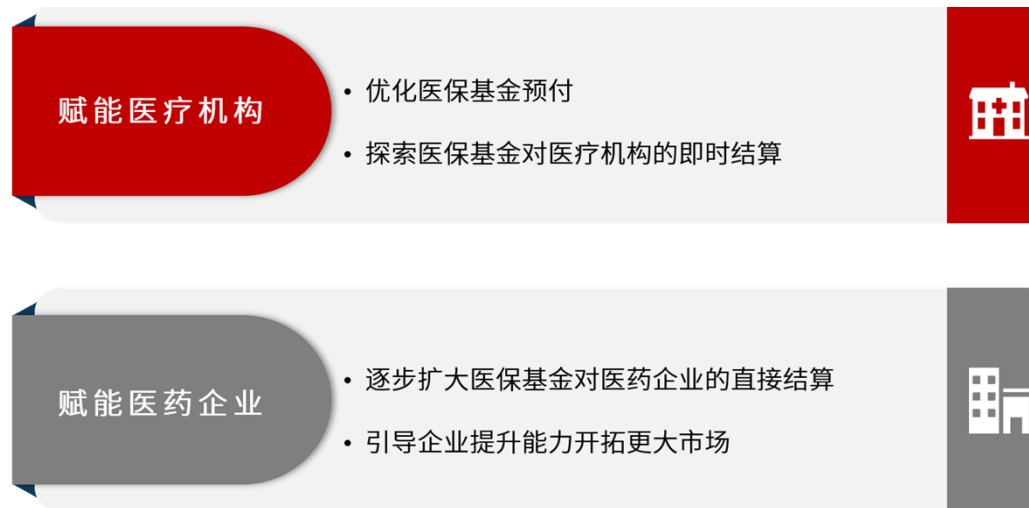 赋能医疗机构
• 优化医保基金预付
• 探索医保基金对医疗机构的即时结算
赋能医药企业
• 逐步扩大医保基金对医药企业的直接结算
• 引导企业提升能力开拓更大市场